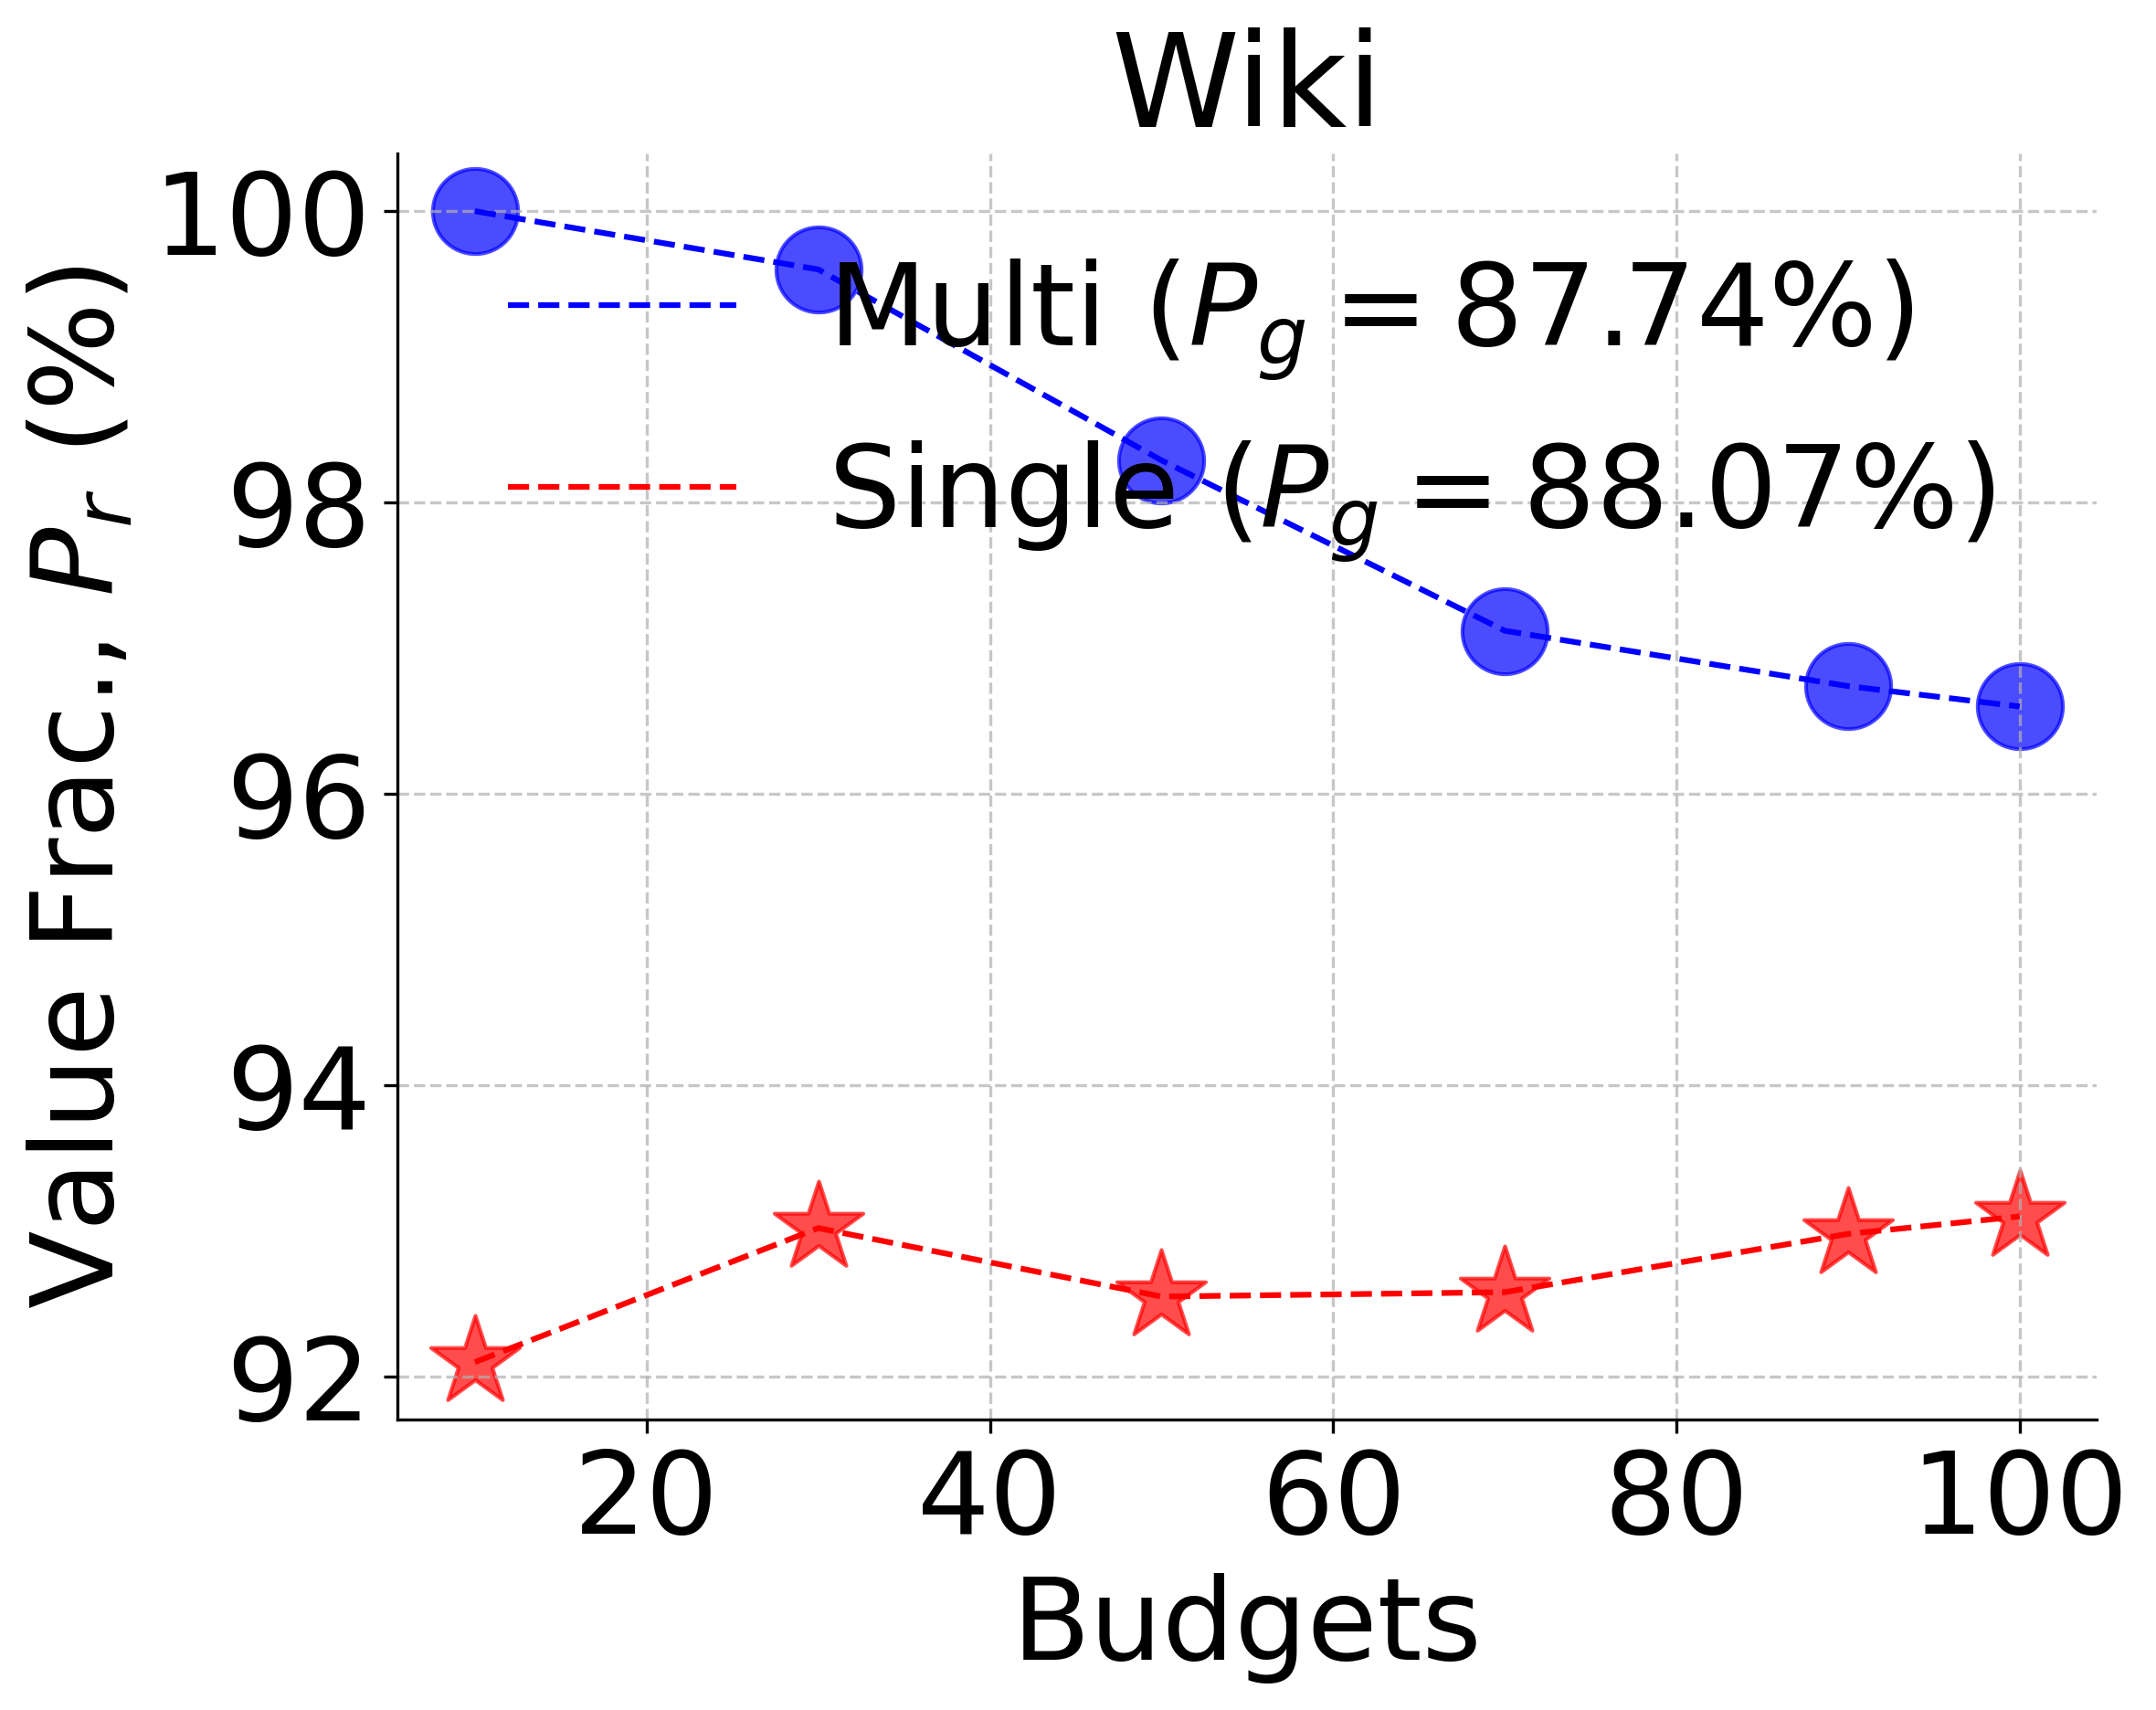 Wiki
Value Frac., P_r (%)
100
98
96
94
92
Multi (P_g = 87.74%)
Single (P_g = 88.07%)
20 40 60 80 100
Budgets